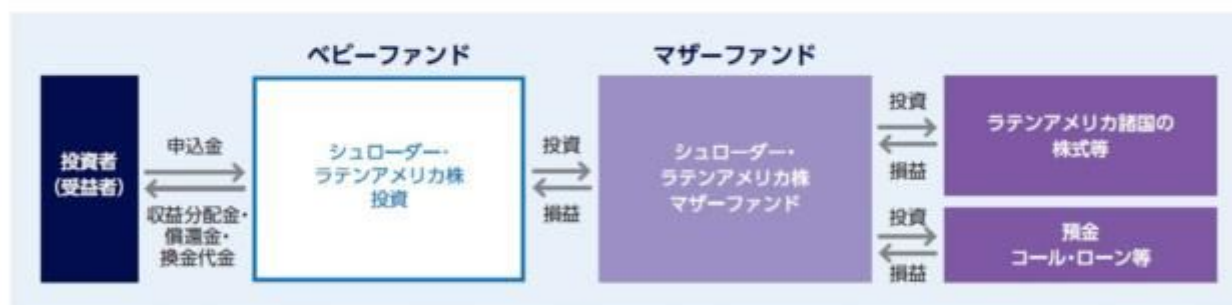 ベビーファンド
マザーファンド
投資者
(受益者)
申込金
収益分配金・
償還金・
換金代金
シュローダー・
ラテンアメリカ株
投資
投資
損益
シュローダー・
ラテンアメリカ株
マザーファンド
投資
損益
ラテンアメリカ諸国の
株式等
投資
損益
預金
コール・ローン等